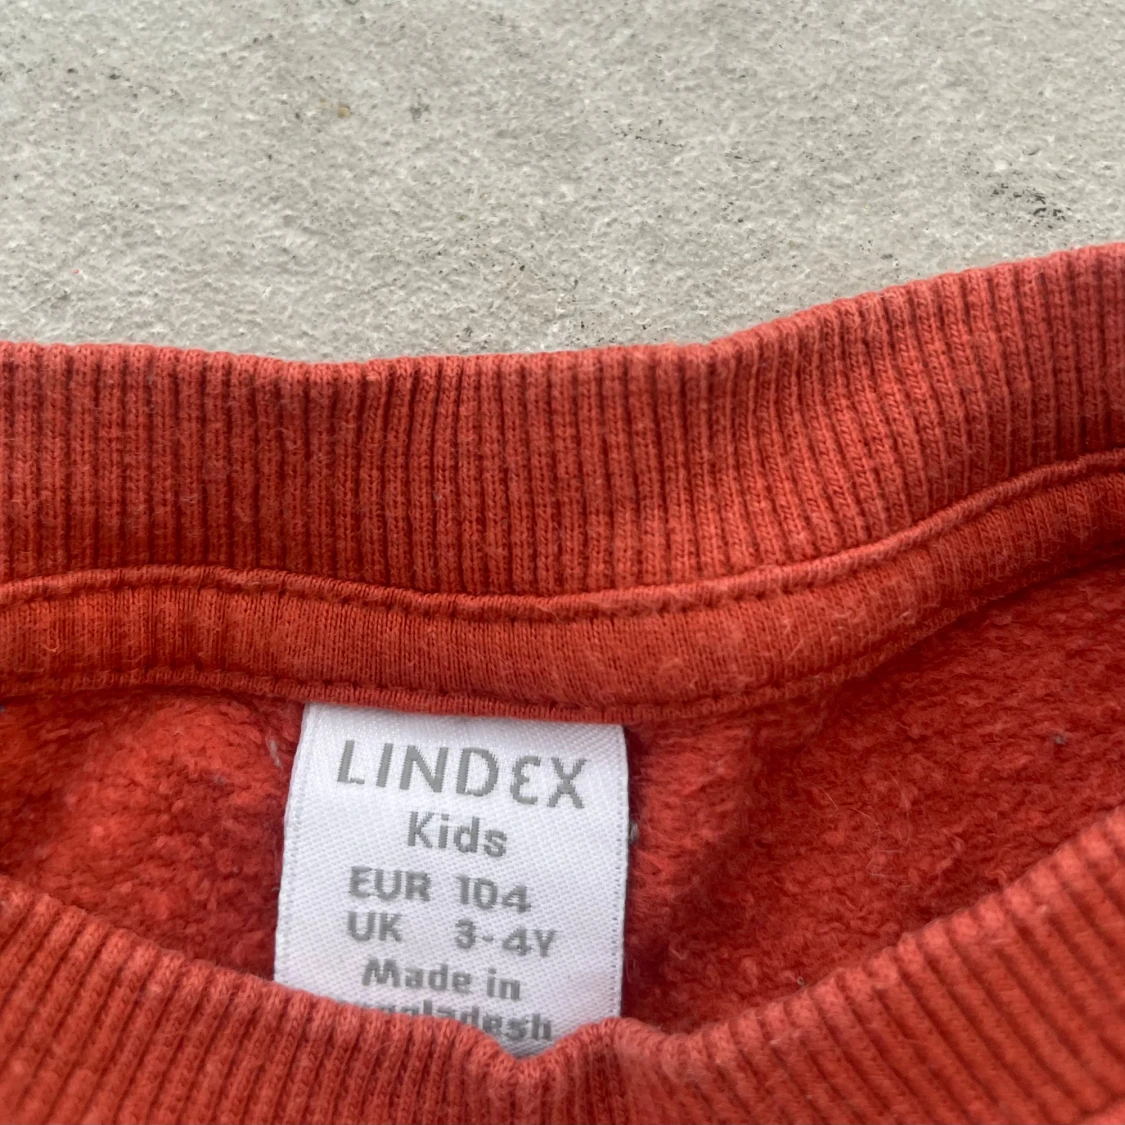 LINDEX
Kids
EUR 104
UK 3-4Y
Made in